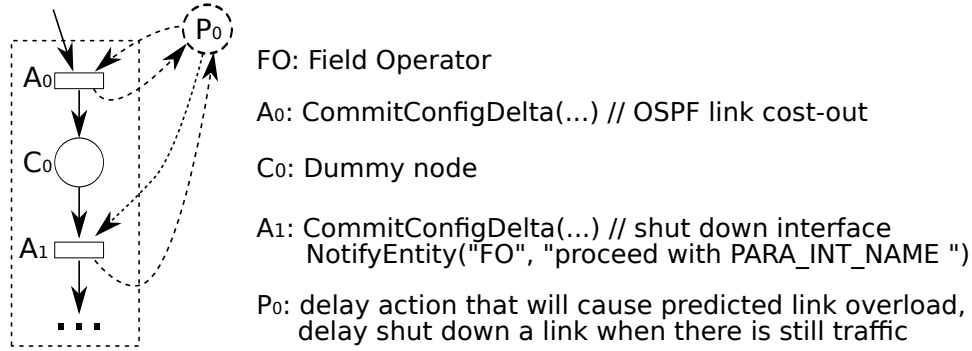 P0
A0
C0
A1
FO: Field Operator
A0: CommitConfigDelta(...) // OSPF link cost-out
C0: Dummy node
A1: CommitConfigDelta(...) // shut down interface
NotifyEntity("FO", "proceed with PARA_INT_NAME ")
P0: delay action that will cause predicted link overload,
delay shut down a link when there is still traffic